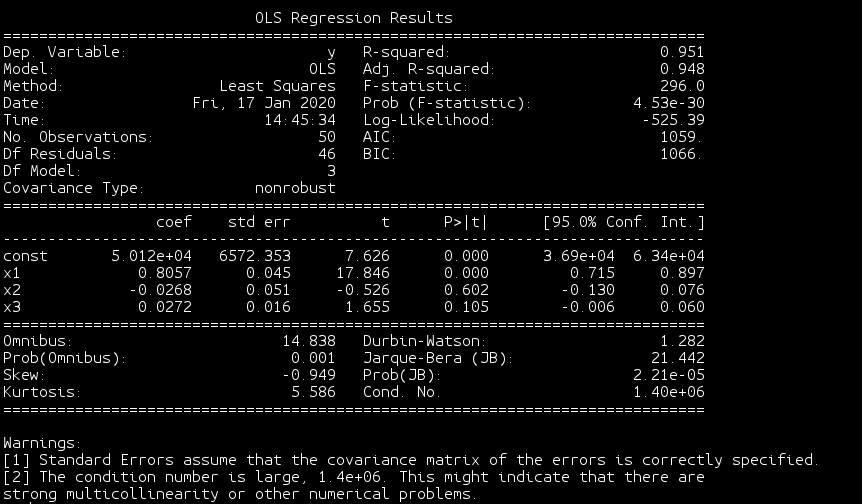 OLS Regression Results
==============================================================================
Dep. Variable:                      y   R-squared:                       0.951
Model:                            OLS   Adj. R-squared:                  0.948
Method:                 Least Squares   F-statistic:                     296.0
Date:                Fri, 17 Jan 2020   Prob (F-statistic):           4.53e-30
Time:                        14:45:34   Log-Likelihood:                -525.39
No. Observations:                  50   AIC:                             1059.
Df Residuals:                      46   BIC:                             1066.
Df Model:                           3
Covariance Type:            nonrobust
==============================================================================
                 coef    std err          t      P>|t|      [95.0% Conf. Int.]
------------------------------------------------------------------------------
const       5.012e+04   6572.353      7.626      0.000      3.69e+04  6.34e+04
x1             0.8057      0.045     17.846      0.000         0.715     0.897
x2            -0.0268      0.051     -0.526      0.602        -0.130     0.076
x3             0.0272      0.016      1.655      0.105        -0.006     0.060
==============================================================================
Omnibus:                       14.838   Durbin-Watson:                   1.282
Prob(Omnibus):                  0.001   Jarque-Bera (JB):               21.442
Skew:                          -0.949   Prob(JB):                     2.21e-05
Kurtosis:                       5.586   Cond. No.                     1.40e+06
==============================================================================

Warnings:
[1] Standard Errors assume that the covariance matrix of the errors is correctly specified.
[2] The condition number is large, 1.4e+06. This might indicate that there are
strong multicollinearity or other numerical problems.